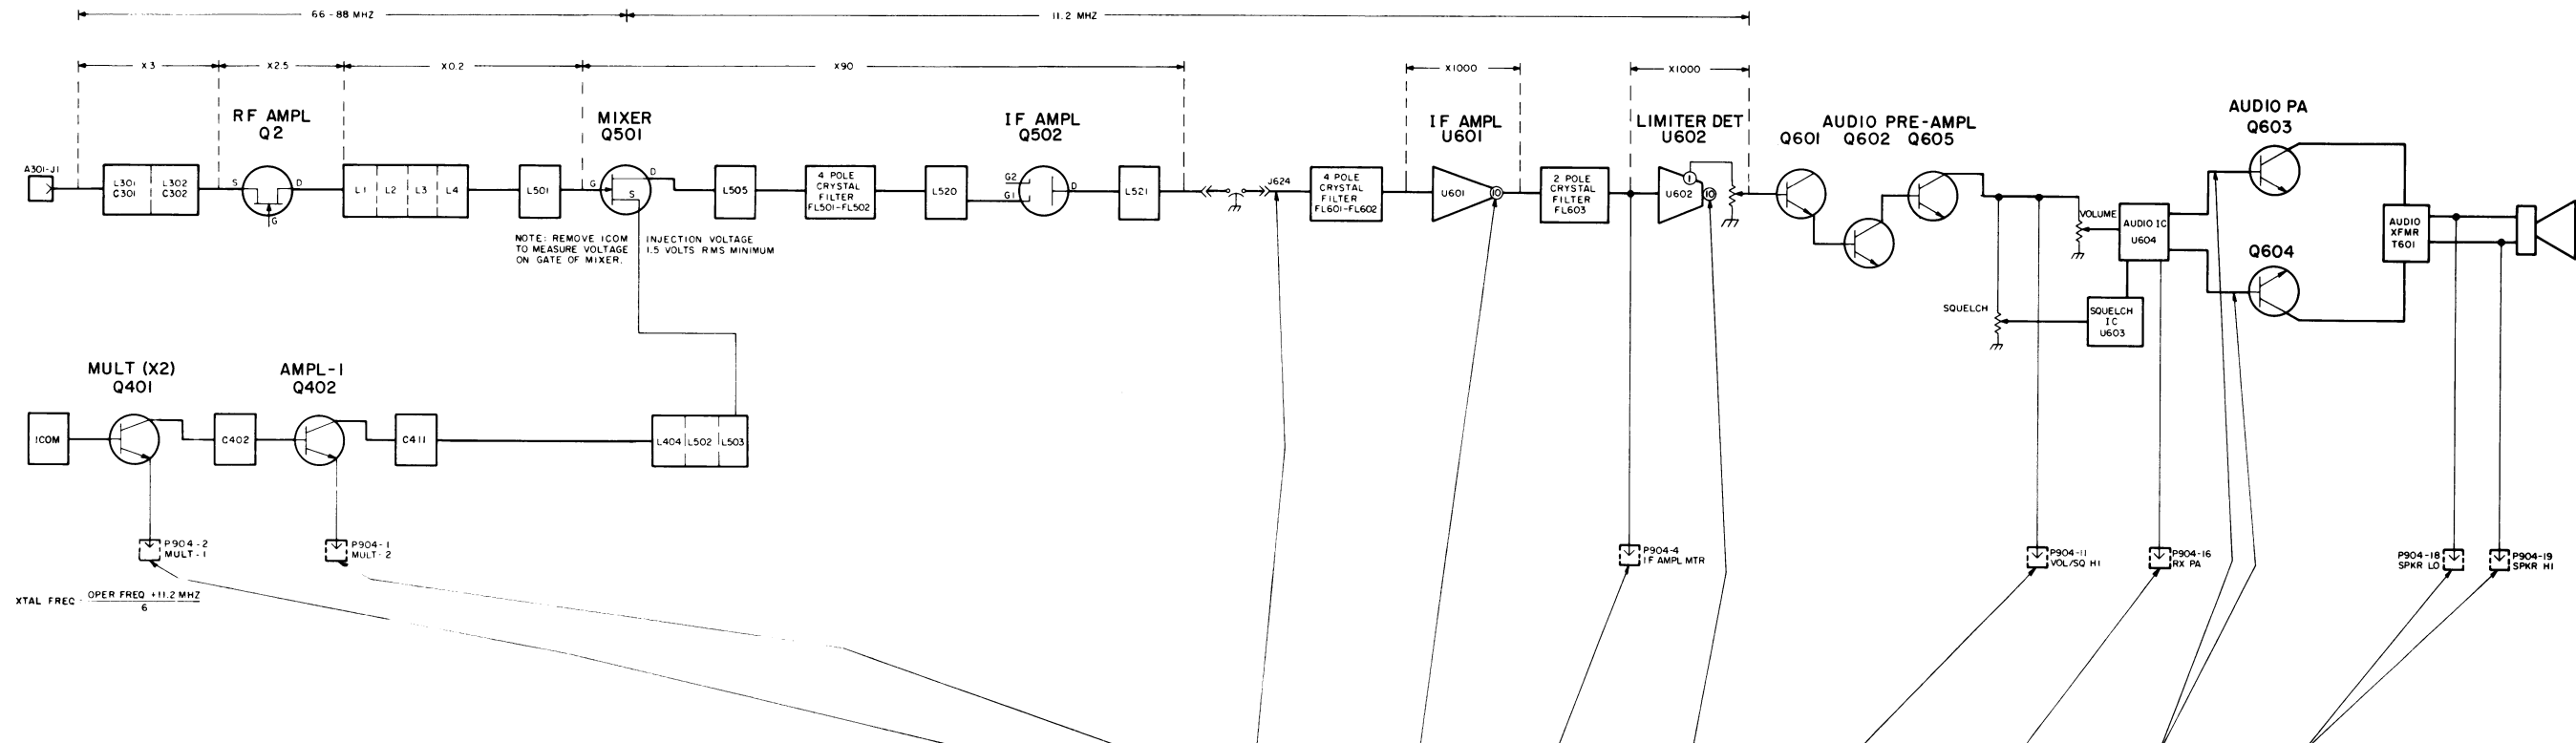 66-88 MHZ
11.2 MHZ
X3
X2.5
X0.2
X90
X1000
X1000
RF AMPL
Q2
MIXER
Q501
IF AMPL
Q502
IF AMPL
U601
LIMITER DET
U602
AUDIO PRE-AMPL
Q601 Q602 Q605
AUDIO PA
Q603
A301-J1
L301
C301
L302
C302
S
D
G
L1
L2
L3
L4
L501
G
D
S
L505
4 POLE
CRYSTAL
FILTER
FL501-FL502
L520
G2
G1
D
L521
J624
4 POLE
CRYSTAL
FILTER
FL601-FL602
U601
10
2 POLE
CRYSTAL
FILTER
FL603
U602
1
10
VOLUME
AUDIO IC
U604
AUDIO
XFMR
T601
Q604
NOTE: REMOVE ICOM
TO MEASURE VOLTAGE
ON GATE OF MIXER.
INJECTION VOLTAGE
1.5 VOLTS RMS MINIMUM
SQUELCH
SQUELCH
IC
U603
MULT (X2)
Q401
AMPL-1
Q402
ICOM
C402
C411
L404
L502
L503
P904-2
MULT-1
P904-1
MULT-2
P904-4
IF AMPL MTR
P904-11
VOL/SQ HI
P904-16
RX PA
P904-18
SPKR LO
P904-19
SPKR HI
XTAL FREQ OPER FREQ +11.2 MHZ
6